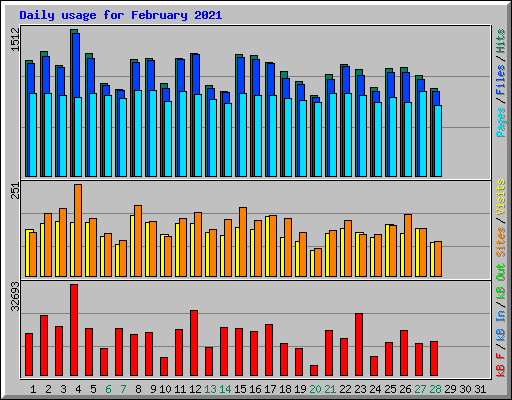 Daily usage for February 2021
1512
Pages / Files / Hits
251
Sites / Visits
32693
kB F / kB In / kB Out
1 2 3 4 5 6 7 8 9 10 11 12 13 14 15 16 17 18 19 20 21 22 23 24 25 26 27 28 29 30 31